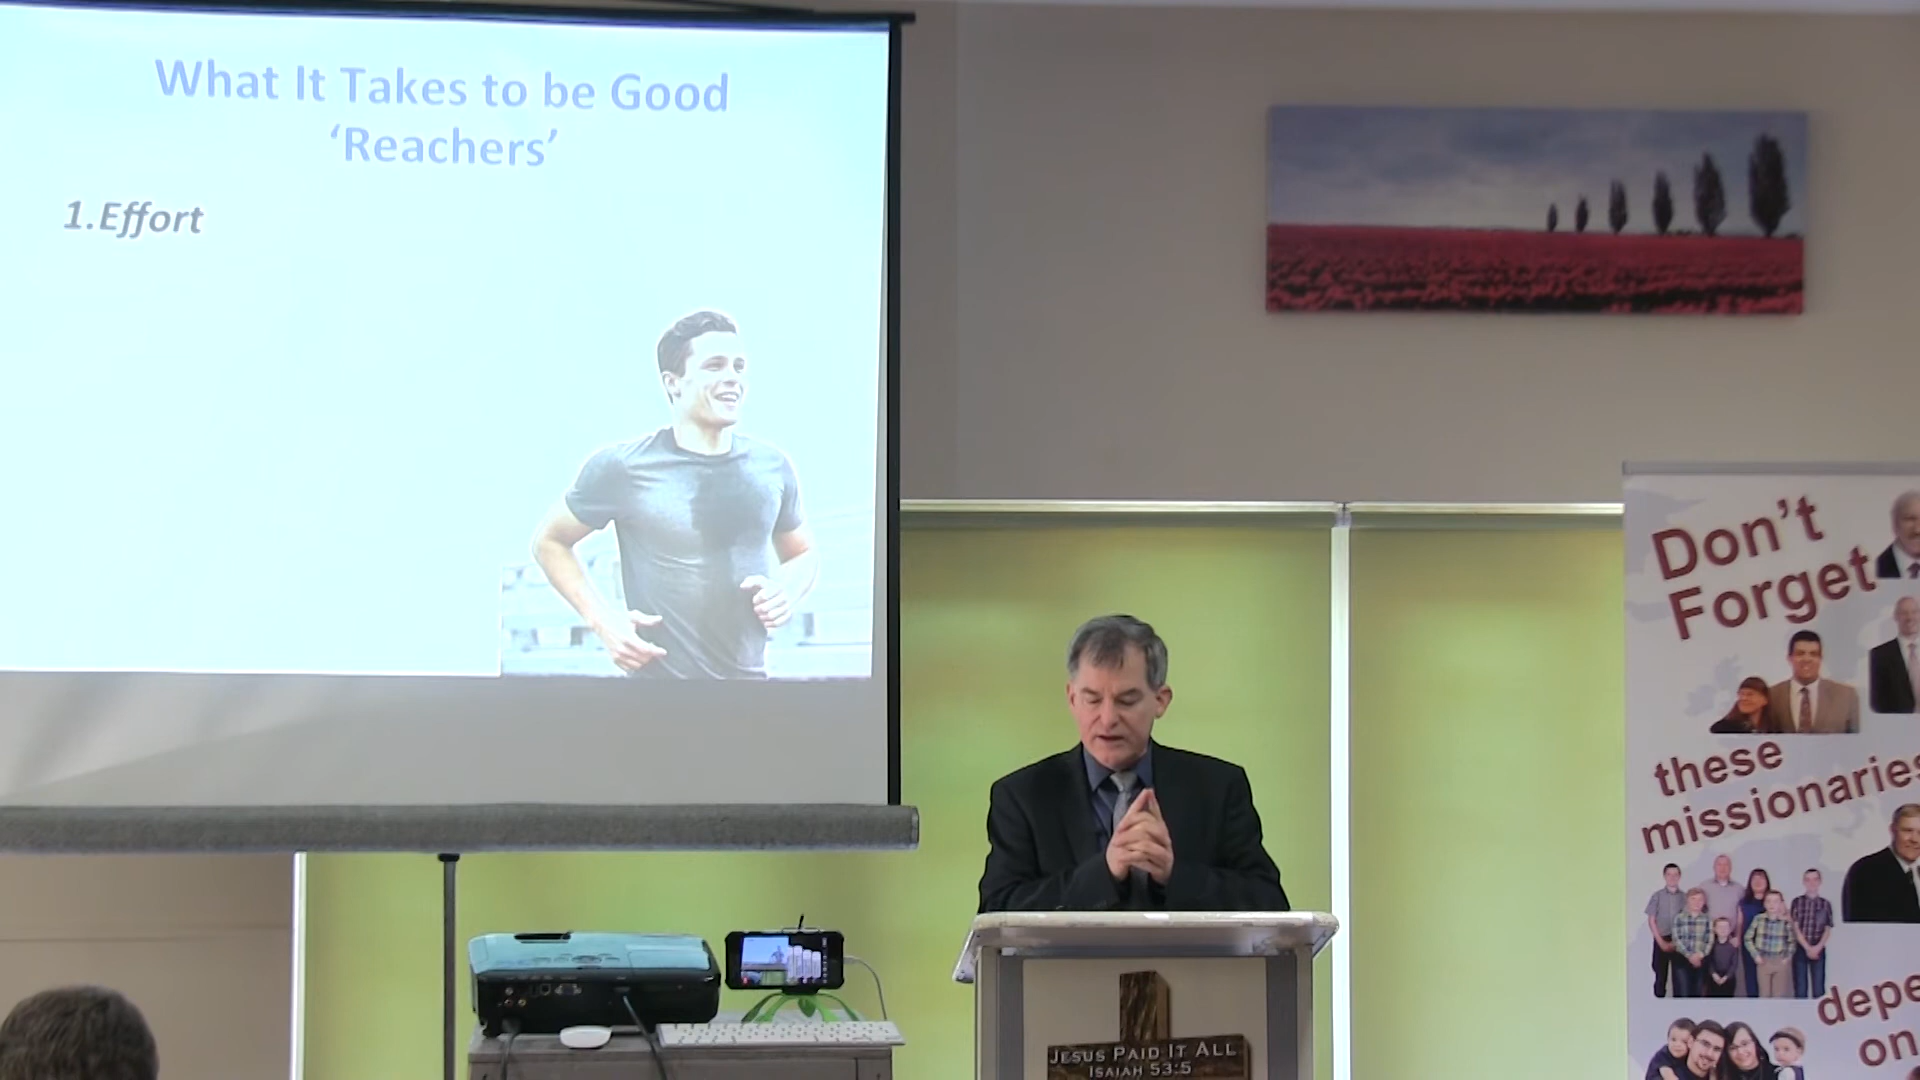 What It Takes to be Good
‘Reachers’
1.Effort
Don't
Forget
these
missionaries
on
JESUS PAID IT ALL
ISAIAH 53:5